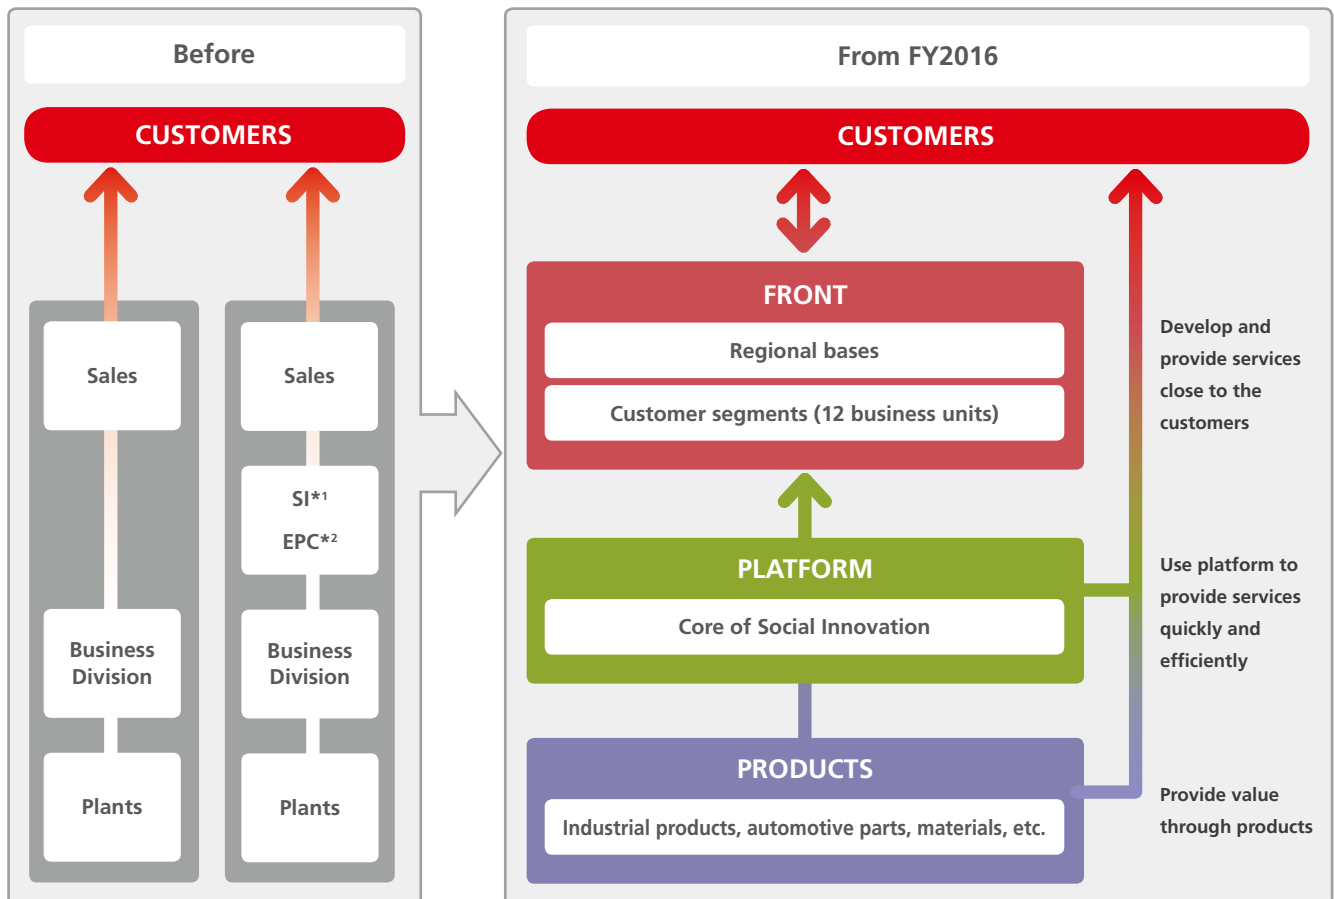 Before
CUSTOMERS
Sales
Business
Division
Plants
Sales
SI*1
EPC*2
Business
Division
Plants
From FY2016
CUSTOMERS
FRONT
Regional bases
Customer segments (12 business units)
PLATFORM
Core of Social Innovation
PRODUCTS
Industrial products, automotive parts, materials, etc.
Develop and
provide services
close to the
customers
Use platform to
provide services
quickly and
efficiently
Provide value
through products